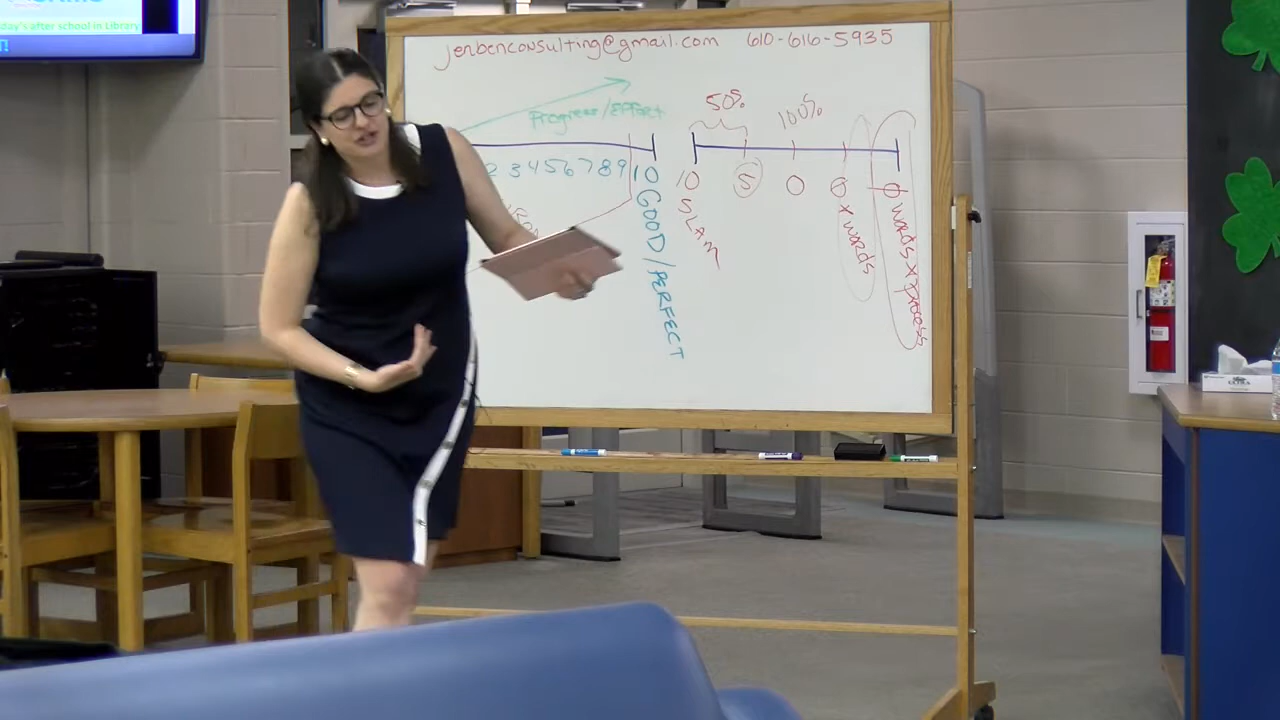 day's after school in Library
jenbenconsulting@gmail.com 610-616-5935
Progress/Effort
50% 100%
2 3 4 5 6 7 8 9 10
10 5 0 0 x words 0 words x process
SLAM
GOOD/PERFECT